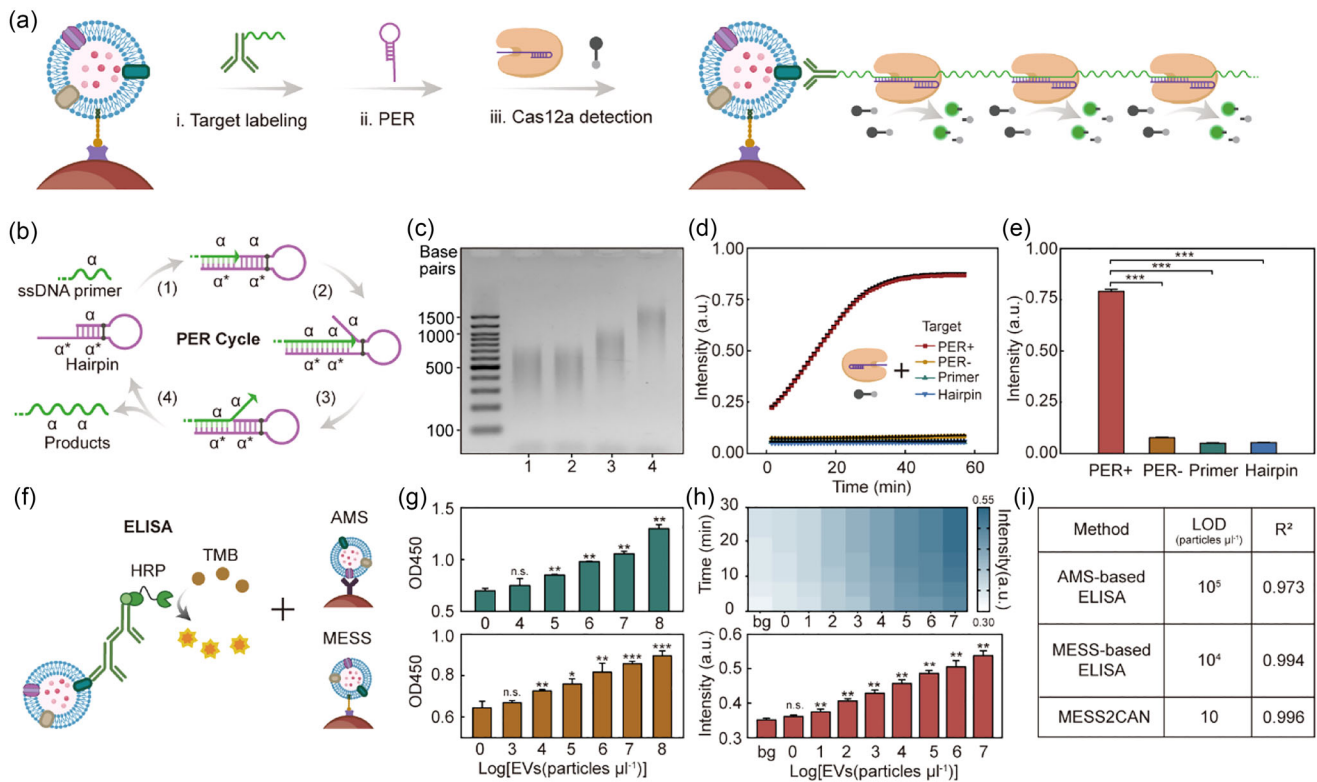 (a)
i. Target labeling
ii. PER
iii. Cas12a detection
(b)
α
ssDNA primer
α* α*
Hairpin
α α
Products
PER Cycle
(1)
α α
α* α*
(2)
α
α α
α* α*
(3)
α
α
α* α*
(4)
(c)
Base
pairs
1500
1000
500
100
1 2 3 4
(d)
Intensity (a.u.)
1.00
0.75
0.50
0.25
0.00
0 20 40 60
Time (min)
Target
PER+
PER-
Primer
Hairpin
+
(e)
Intensity (a.u.)
1.00
0.75
0.50
0.25
0.00
***
***
***
PER+ PER- Primer Hairpin
(f)
ELISA
HRP
TMB
+
AMS
MESS
(g)
OD450
1.5
1.0
0.5
n.s. ** ** ** **
0 4 5 6 7 8
OD450
1.0
0.8
0.6
n.s. ** * ** *** ***
0 3 4 5 6 7 8
Log[EVs(particles µl⁻¹)]
(h)
Time (min)
30
20
10
0
bg 0 1 2 3 4 5 6 7
0.55
Intensity(a.u.)
0.30
Intensity (a.u.)
0.6
0.5
0.4
0.3
n.s. ** ** ** ** ** ** **
bg 0 1 2 3 4 5 6 7
Log[EVs(particles µl⁻¹)]
(i)
Method LOD (particles µl⁻¹) R²
AMS-based ELISA 10⁵ 0.973
MESS-based ELISA 10⁴ 0.994
MESS2CAN 10 0.996